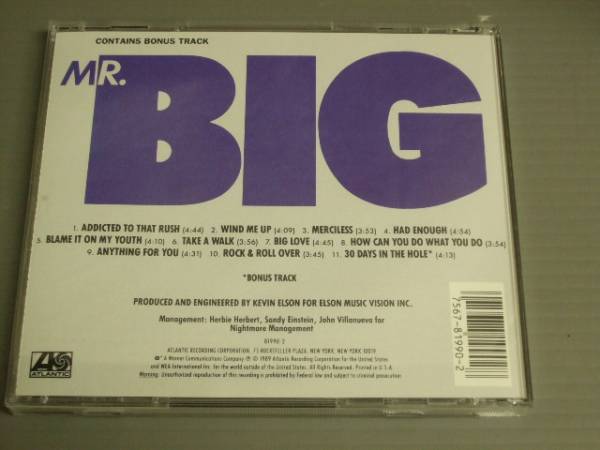 CONTAINS BONUS TRACK
MR.
BIG
1. ADDICTED TO THAT RUSH (4:44) 2. WIND ME UP (4:09) 3. MERCILESS (3:53) 4. HAD ENOUGH (4:54)
5. BLAME IT ON MY YOUTH (4:10) 6. TAKE A WALK (3:56) 7. BIG LOVE (4:45) 8. HOW CAN YOU DO WHAT YOU DO (3:54)
9. ANYTHING FOR YOU (4:31) 10. ROCK & ROLL OVER (3:45) 11. 30 DAYS IN THE HOLE* (4:13)
*BONUS TRACK
PRODUCED AND ENGINEERED BY KEVIN ELSON FOR ELSON MUSIC VISION INC.
Management: Herbie Herbert, Sandy Einstein, John Villanueva for
Nightmare Management
81990-2
ATLANTIC RECORDING CORPORATION, 75 ROCKEFELLER PLAZA, NEW YORK, NEW YORK 10019
A Warner Communications Company ℗ © 1989 Atlantic Recording Corporation for the United States
and WEA International Inc. for the world outside of the United States. All Rights Reserved. Printed in U.S.A.
Warning: Unauthorized reproduction of this recording is prohibited by Federal law and subject to criminal prosecution.
ATLANTIC
7567-81990-2